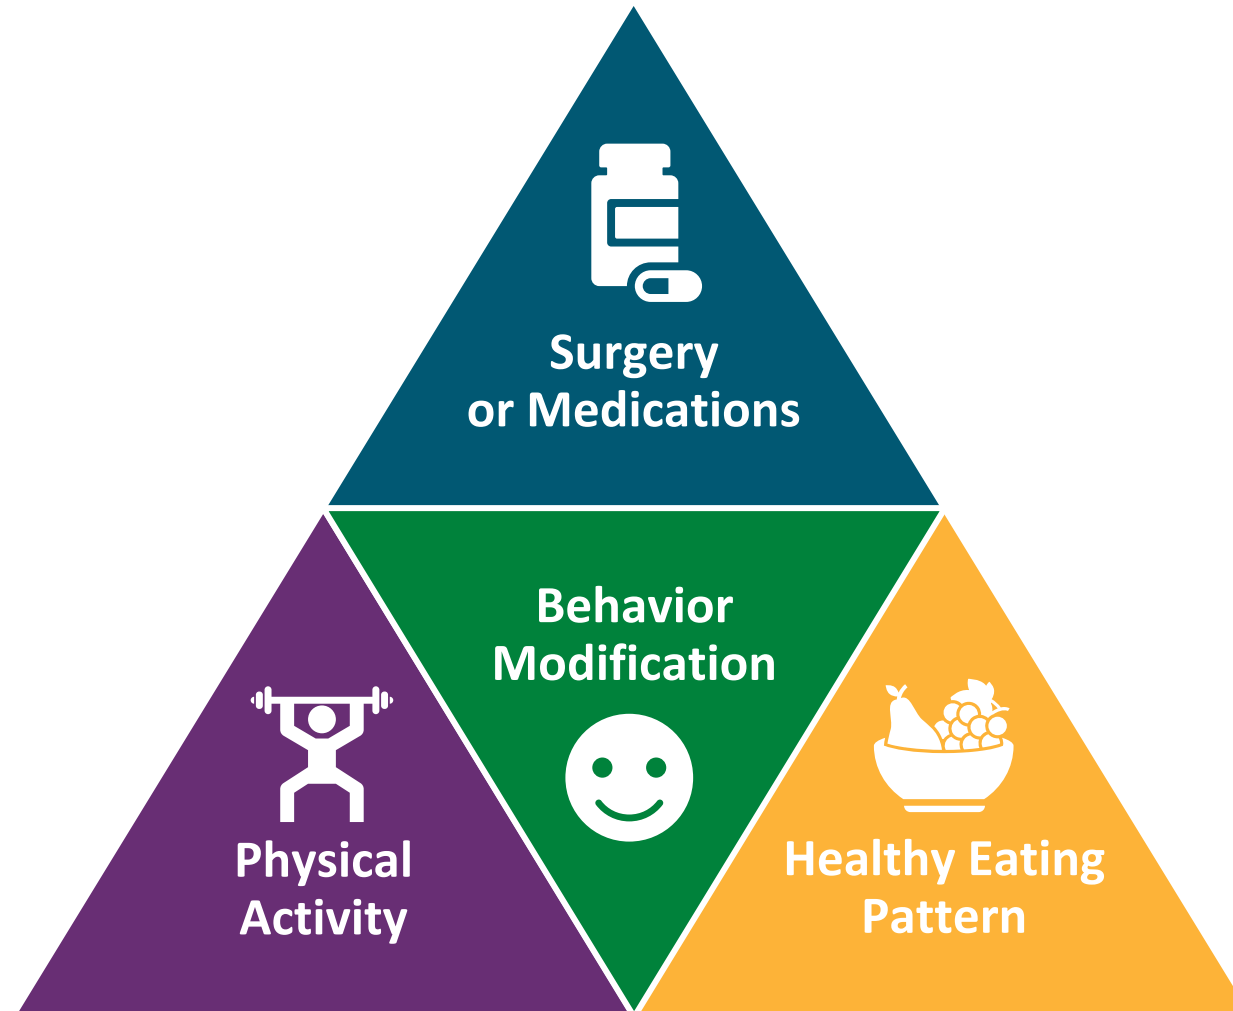 Surgery
or Medications
Behavior
Modification
Physical
Activity
Healthy Eating
Pattern